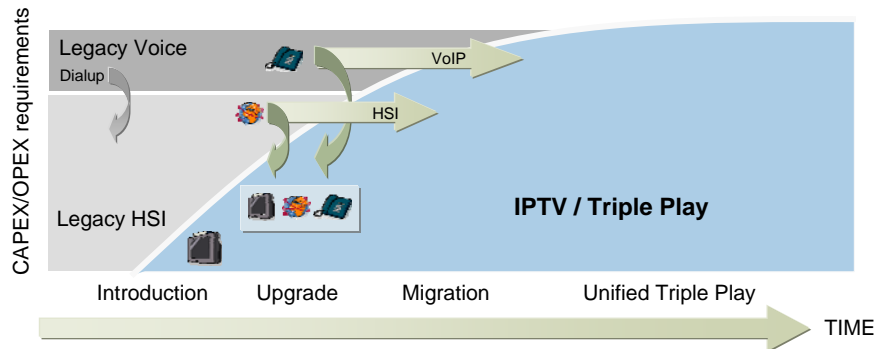 CAPEX/OPEX requirements
Legacy Voice
Dialup
VoIP
HSI
Legacy HSI
IPTV / Triple Play
Introduction
Upgrade
Migration
Unified Triple Play
TIME